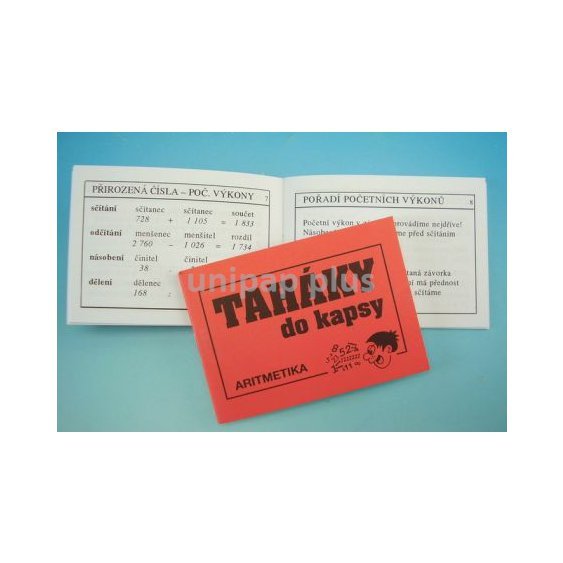 PŘIROZENÁ ČÍSLA – POČ. VÝKONY
7
sčítání sčítanec sčítanec součet
728 + 1 105 = 1 833
odčítání menšenec menšitel rozdíl
2 760 – 1 026 = 1 734
násobení činitel činitel
38
dělení dělenec
168 :
POŘADÍ POČETNICH VÝKONŮ
8
Početní výkon v provádíme nejdříve!
před sčítáním
závorka
má přednost
sčítáme
unipap plus
TAHÁKY
do kapsy
ARITMETIKA